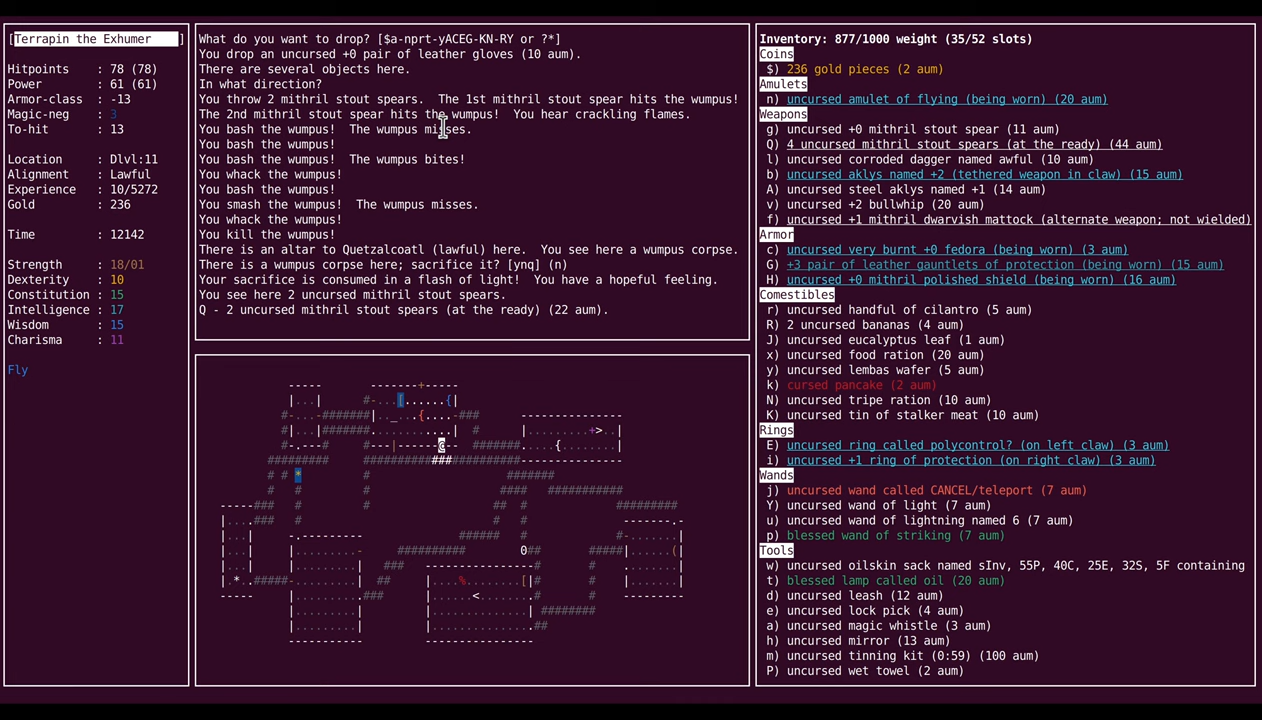 [Terrapin the Exhumer ]
Hitpoints : 78 (78)
Power : 61 (61)
Armor-class : -13
Magic-neg : 3
To-hit : 13
Location : Dlvl:11
Alignment : Lawful
Experience : 10/5272
Gold : 236
Time : 12142
Strength : 18/01
Dexterity : 10
Constitution : 15
Intelligence : 17
Wisdom : 15
Charisma : 11
Fly
What do you want to drop? [$a-nprt-yACEG-KN-RY or ?*]
You drop an uncursed +0 pair of leather gloves (10 aum).
There are several objects here.
In what direction?
You throw 2 mithril stout spears. The 1st mithril stout spear hits the wumpus!
The 2nd mithril stout spear hits the wumpus! You hear crackling flames.
You bash the wumpus! The wumpus misses.
You bash the wumpus!
You bash the wumpus! The wumpus bites!
You whack the wumpus!
You bash the wumpus!
You smash the wumpus! The wumpus misses.
You whack the wumpus!
You kill the wumpus!
There is an altar to Quetzalcoatl (lawful) here. You see here a wumpus corpse.
There is a wumpus corpse here; sacrifice it? [ynq] (n)
Your sacrifice is consumed in a flash of light! You have a hopeful feeling.
You see here 2 uncursed mithril stout spears.
Q - 2 uncursed mithril stout spears (at the ready) (22 aum).
Inventory: 877/1000 weight (35/52 slots)
Coins
$) 236 gold pieces (2 aum)
Amulets
n) uncursed amulet of flying (being worn) (20 aum)
Weapons
g) uncursed +0 mithril stout spear (11 aum)
Q) 4 uncursed mithril stout spears (at the ready) (44 aum)
l) uncursed corroded dagger named awful (10 aum)
b) uncursed aklys named +2 (tethered weapon in claw) (15 aum)
A) uncursed steel aklys named +1 (14 aum)
v) uncursed +2 bullwhip (20 aum)
f) uncursed +1 mithril dwarvish mattock (alternate weapon; not wielded)
Armor
c) uncursed very burnt +0 fedora (being worn) (3 aum)
G) +3 pair of leather gauntlets of protection (being worn) (15 aum)
H) uncursed +0 mithril polished shield (being worn) (16 aum)
Comestibles
r) uncursed handful of cilantro (5 aum)
R) 2 uncursed bananas (4 aum)
J) uncursed eucalyptus leaf (1 aum)
x) uncursed food ration (20 aum)
y) uncursed lembas wafer (5 aum)
k) cursed pancake (2 aum)
N) uncursed tripe ration (10 aum)
K) uncursed tin of stalker meat (10 aum)
Rings
E) uncursed ring called polycontrol? (on left claw) (3 aum)
i) uncursed +1 ring of protection (on right claw) (3 aum)
Wands
j) uncursed wand called CANCEL/teleport (7 aum)
Y) uncursed wand of light (7 aum)
u) uncursed wand of lightning named 6 (7 aum)
p) blessed wand of striking (7 aum)
Tools
w) uncursed oilskin sack named sInv, 55P, 40C, 25E, 32S, 5F containing
t) blessed lamp called oil (20 aum)
d) uncursed leash (12 aum)
e) uncursed lock pick (4 aum)
a) uncursed magic whistle (3 aum)
h) uncursed mirror (13 aum)
m) uncursed tinning kit (0:59) (100 aum)
P) uncursed wet towel (2 aum)